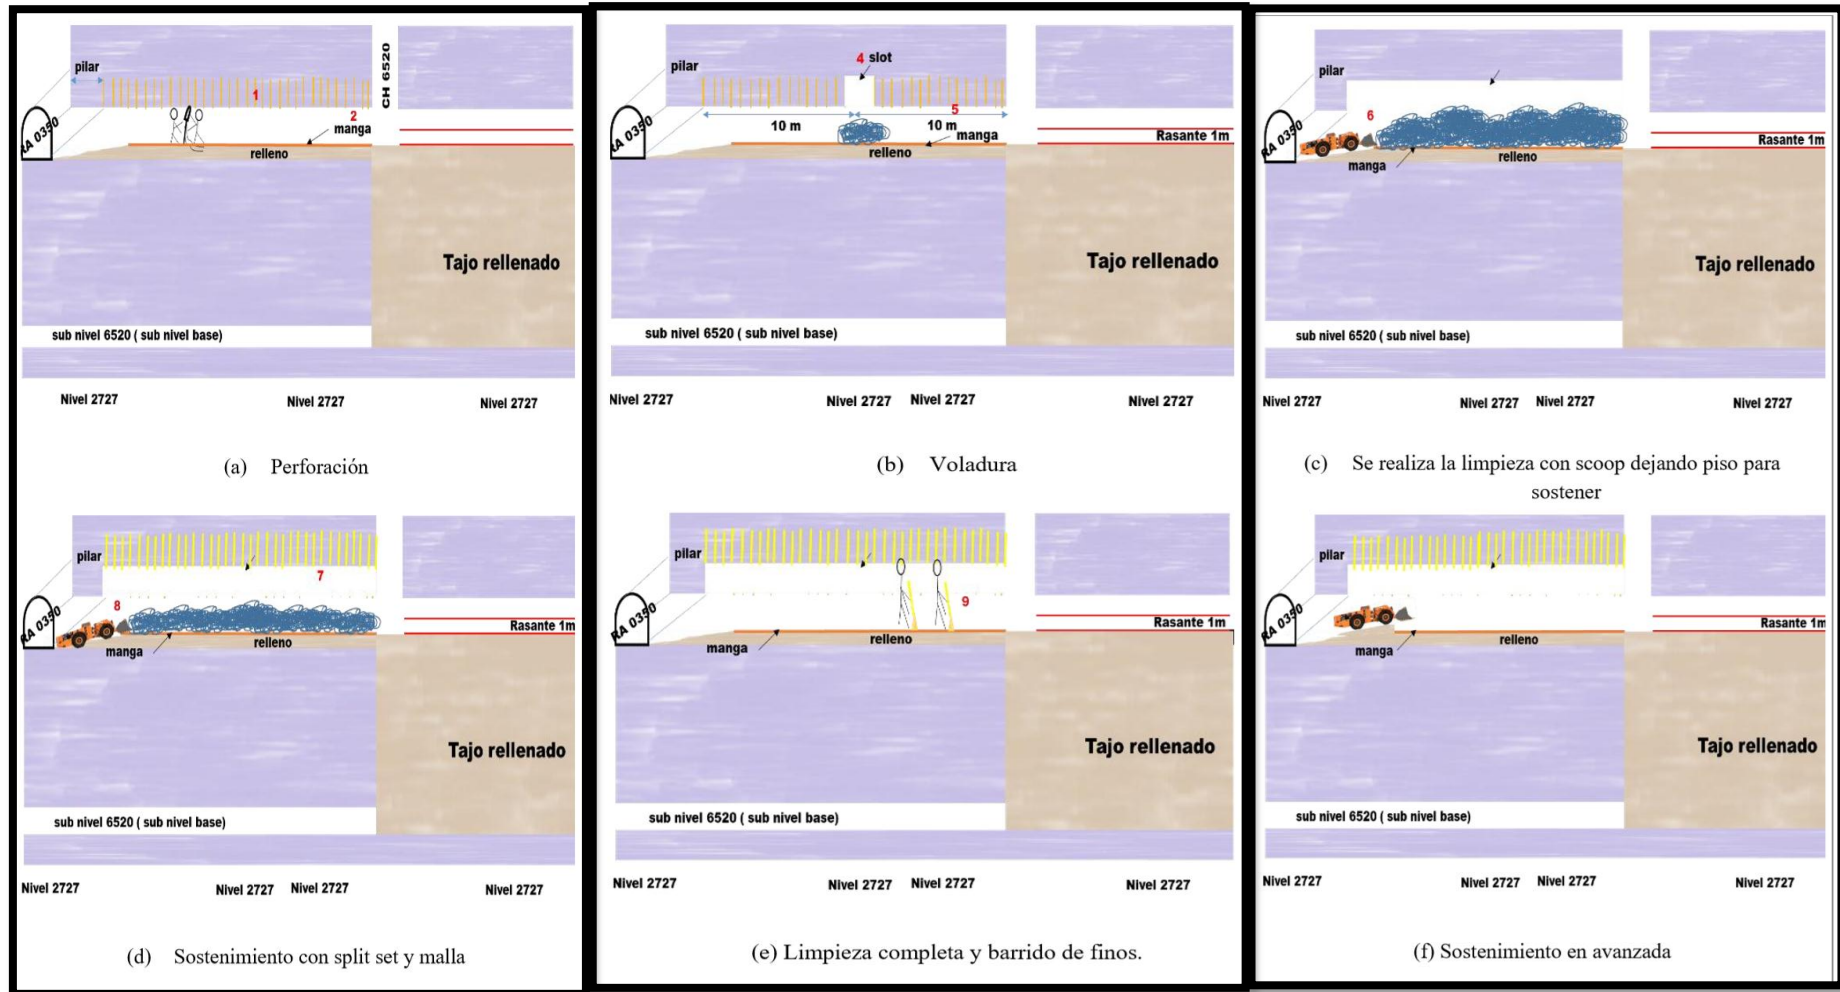 pilar
CH 6520
1
2
manga
RA 0350
relleno
Tajo rellenado
sub nivel 6520 ( sub nivel base)
Nivel 2727
Nivel 2727
Nivel 2727
(a) Perforación
4 slot
pilar
5
10 m
10 m
manga
Rasante 1m
RA 0350
relleno
Tajo rellenado
sub nivel 6520 ( sub nivel base)
Nivel 2727
Nivel 2727
Nivel 2727
Nivel 2727
(b) Voladura
pilar
6
RA 0350
Rasante 1m
manga
relleno
Tajo rellenado
sub nivel 6520 ( sub nivel base)
Nivel 2727
Nivel 2727
Nivel 2727
Nivel 2727
(c) Se realiza la limpieza con scoop dejando piso para
sostener
pilar
7
8
RA 0350
Rasante 1m
manga
relleno
Tajo rellenado
sub nivel 6520 ( sub nivel base)
Nivel 2727
Nivel 2727
Nivel 2727
Nivel 2727
(d) Sostenimiento con split set y malla
pilar
9
RA 0350
Rasante 1m
manga
relleno
Tajo rellenado
sub nivel 6520 ( sub nivel base)
Nivel 2727
Nivel 2727
Nivel 2727
Nivel 2727
(e) Limpieza completa y barrido de finos.
pilar
RA 0350
Rasante 1m
manga
relleno
Tajo rellenado
sub nivel 6520 ( sub nivel base)
Nivel 2727
Nivel 2727
Nivel 2727
Nivel 2727
(f) Sostenimiento en avanzada